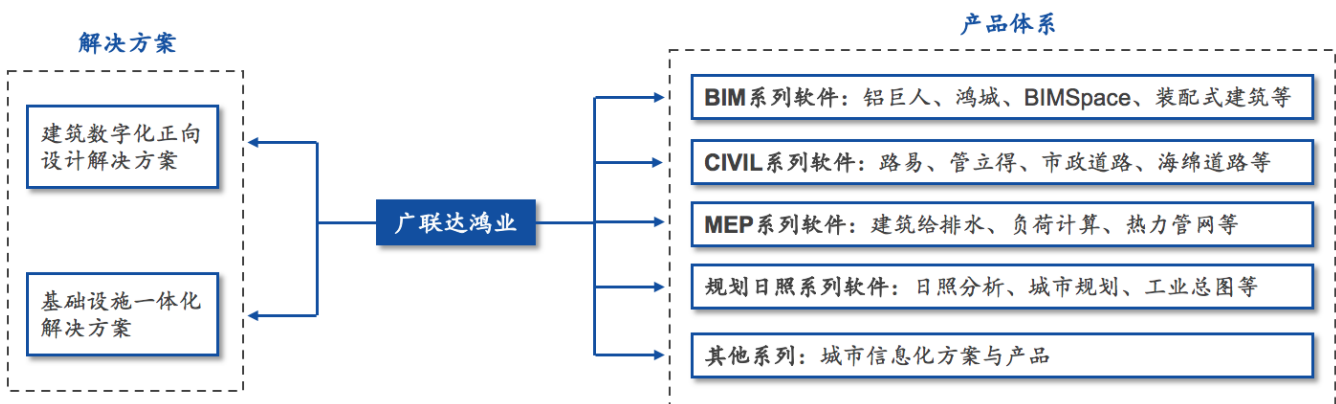 解决方案
建筑数字化正向
设计解决方案
基础设施一体化
解决方案
广联达鸿业
产品体系
BIM系列软件：铝巨人、鸿城、BIMSpace、装配式建筑等
CIVIL系列软件：路易、管立得、市政道路、海绵道路等
MEP系列软件：建筑给排水、负荷计算、热力管网等
规划日照系列软件：日照分析、城市规划、工业总图等
其他系列：城市信息化方案与产品